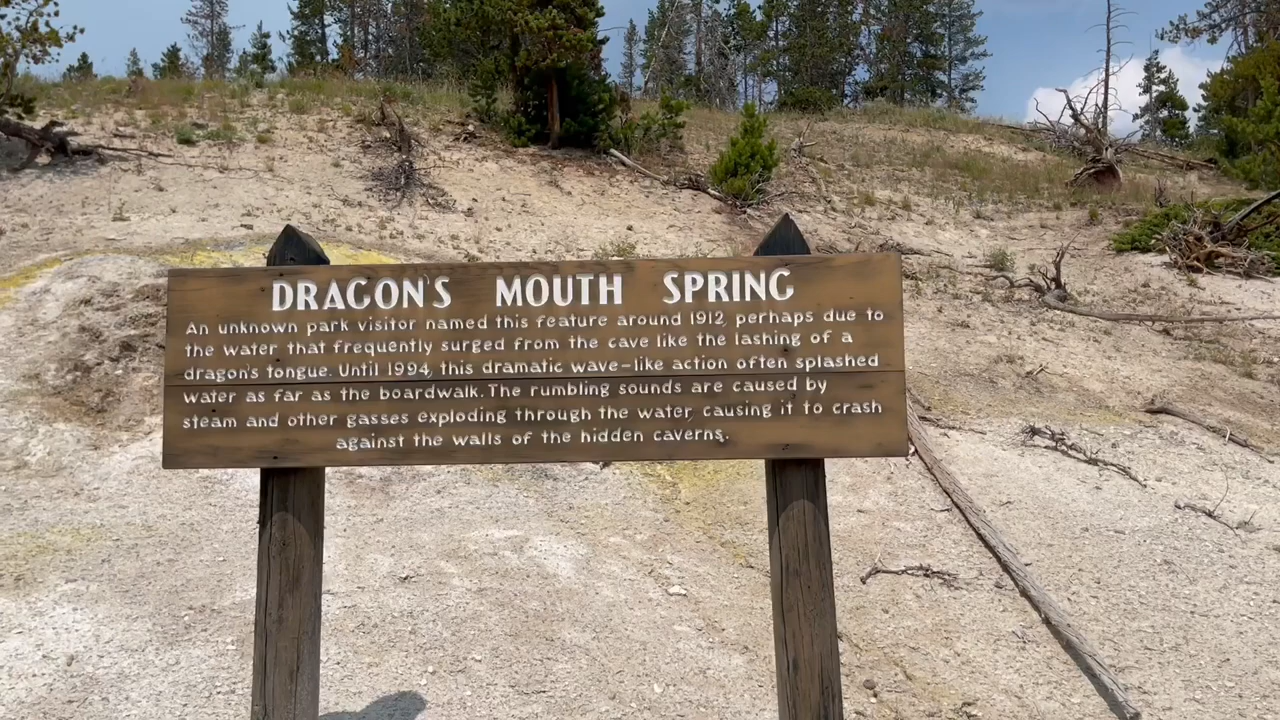 DRAGON'S MOUTH SPRING
An unknown park visitor named this feature around 1912, perhaps due to
the water that frequently surged from the cave like the lashing of a
dragon's tongue. Until 1994, this dramatic wave-like action often splashed
water as far as the boardwalk. The rumbling sounds are caused by
steam and other gasses exploding through the water, causing it to crash
against the walls of the hidden caverns.